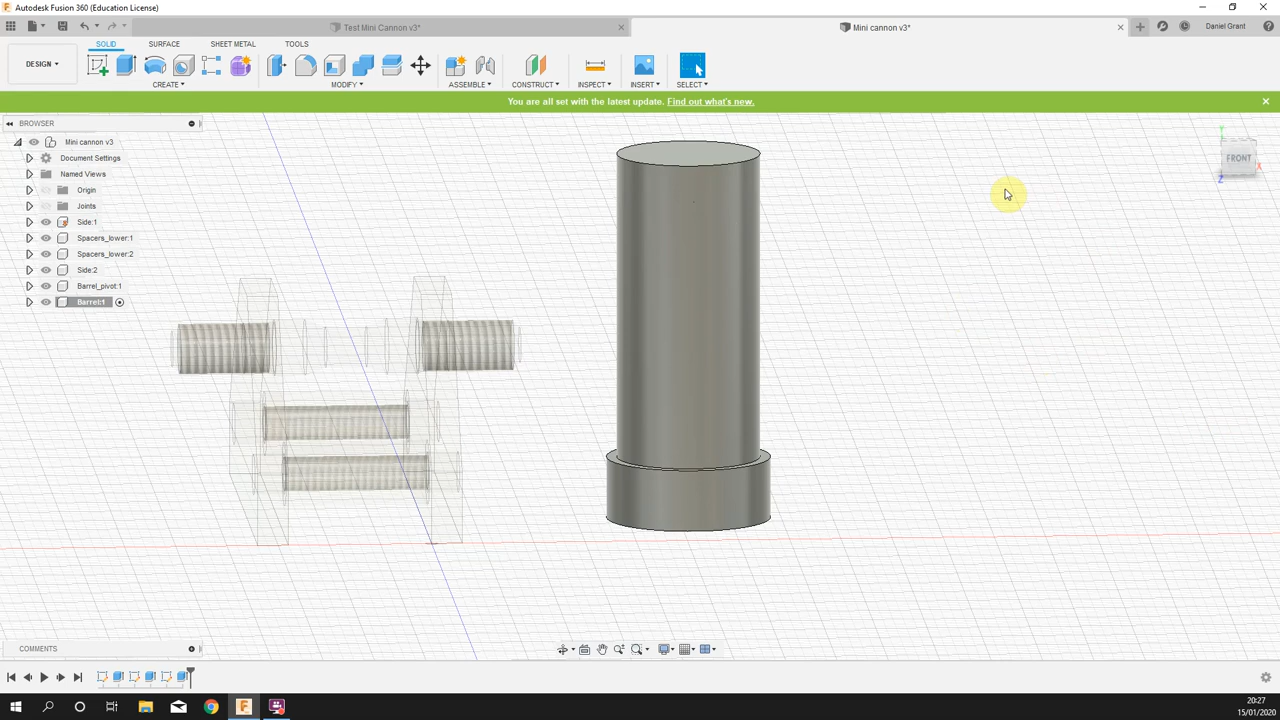 Autodesk Fusion 360 (Education License)
Test Mini Cannon v3*
Mini cannon v3*
Daniel Grant
DESIGN
SOLID
SURFACE
SHEET METAL
TOOLS
CREATE
MODIFY
ASSEMBLE
CONSTRUCT
INSPECT
INSERT
SELECT
You are all set with the latest update. Find out what's new.
BROWSER
Mini cannon v3
Document Settings
Named Views
Origin
Joints
Side:1
Spacers_lower:1
Spacers_lower:2
Side:2
Barrel_pivot:1
Barrel:1
Y
FRONT
X
Z
COMMENTS
20:27
15/01/2020